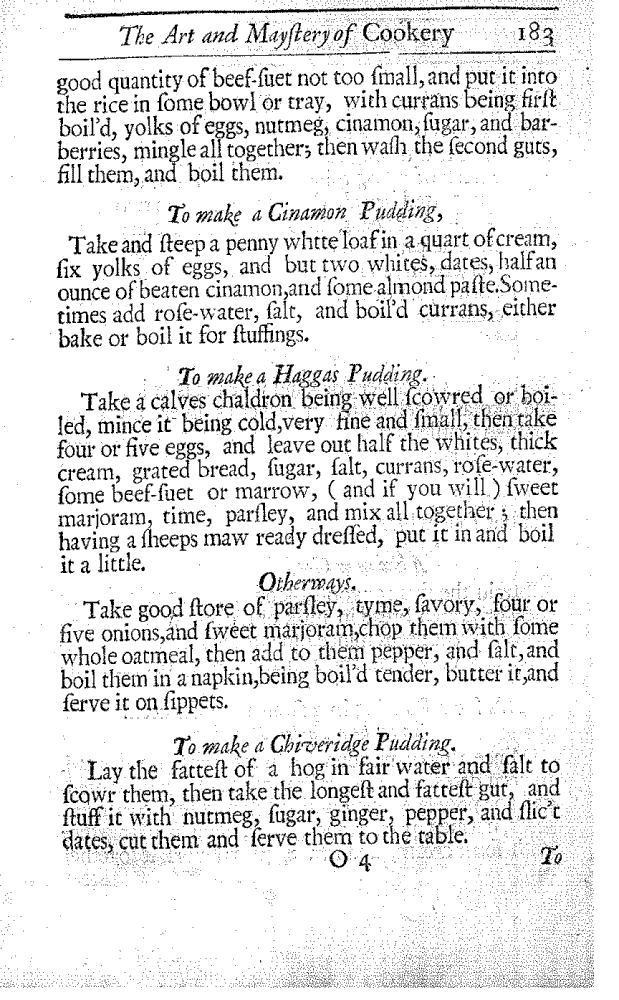 The Art and Mayſtery of Cookery 183
good quantity of beef-ſuet not too ſmall, and put it into
the rice in ſome bowl or tray, with currans being firſt
boil'd, yolks of eggs, nutmeg, cinamon, ſugar, and bar-
berries, mingle all together; then waſh the ſecond guts,
fill them, and boil them.
To make a Cinamon Pudding,
Take and ſteep a penny whtte loaf in a quart of cream,
ſix yolks of eggs, and but two whites, dates, half an
ounce of beaten cinamon,and ſome almond paſte.Some-
times add roſe-water, ſalt, and boil'd currans, either
bake or boil it for ſtuffings.
To make a Haggas Pudding.
Take a calves chaldron being well ſcowred or boi-
led, mince it being cold,very fine and ſmall, then take
four or five eggs, and leave out half the whites, thick
cream, grated bread, ſugar, ſalt, currans, roſe-water,
ſome beef-ſuet or marrow, ( and if you will ) ſweet
marjoram, time, parſley, and mix all together ; then
having a ſheeps maw ready dreſſed, put it in and boil
it a little.
Otherways.
Take good ſtore of parſley, tyme, ſavory, four or
five onions,and ſweet marjoram,chop them with ſome
whole oatmeal, then add to them pepper, and ſalt,and
boil them in a napkin,being boil'd tender, butter it,and
ſerve it on ſippets.
To make a Chiveridge Pudding.
Lay the fatteſt of a hog in fair water and ſalt to
ſcowr them, then take the longeſt and fatteſt gut, and
ſtuff it with nutmeg, ſugar, ginger, pepper, and ſlic't
dates, cut them and ſerve them to the table.
O 4 To